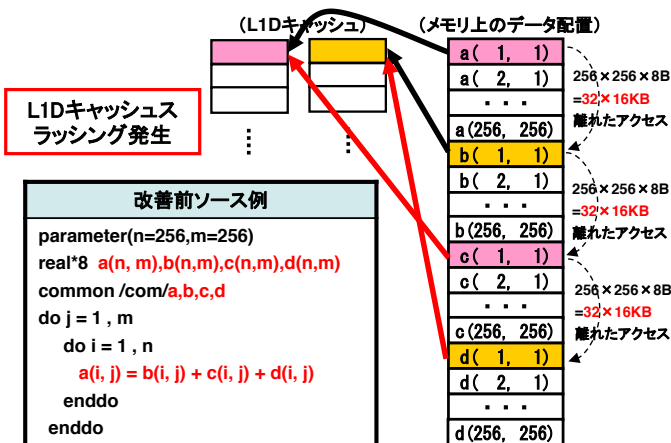 (L1Dキャッシュ)
(メモリ上のデータ配置)
L1Dキャッシュス
ラッシング発生
a( 1, 1)
a( 2, 1)
・・・
a(256, 256)
b( 1, 1)
b( 2, 1)
・・・
b(256, 256)
c( 1, 1)
c( 2, 1)
・・・
c(256, 256)
d( 1, 1)
d( 2, 1)
・・・
d(256, 256)
256×256×8B
=32×16KB
離れたアクセス
256×256×8B
=32×16KB
離れたアクセス
256×256×8B
=32×16KB
離れたアクセス
改善前ソース例
parameter(n=256,m=256)
real*8 a(n, m),b(n,m),c(n,m),d(n,m)
common /com/a,b,c,d
do j = 1 , m
do i = 1 , n
a(i, j) = b(i, j) + c(i, j) + d(i, j)
enddo
enddo